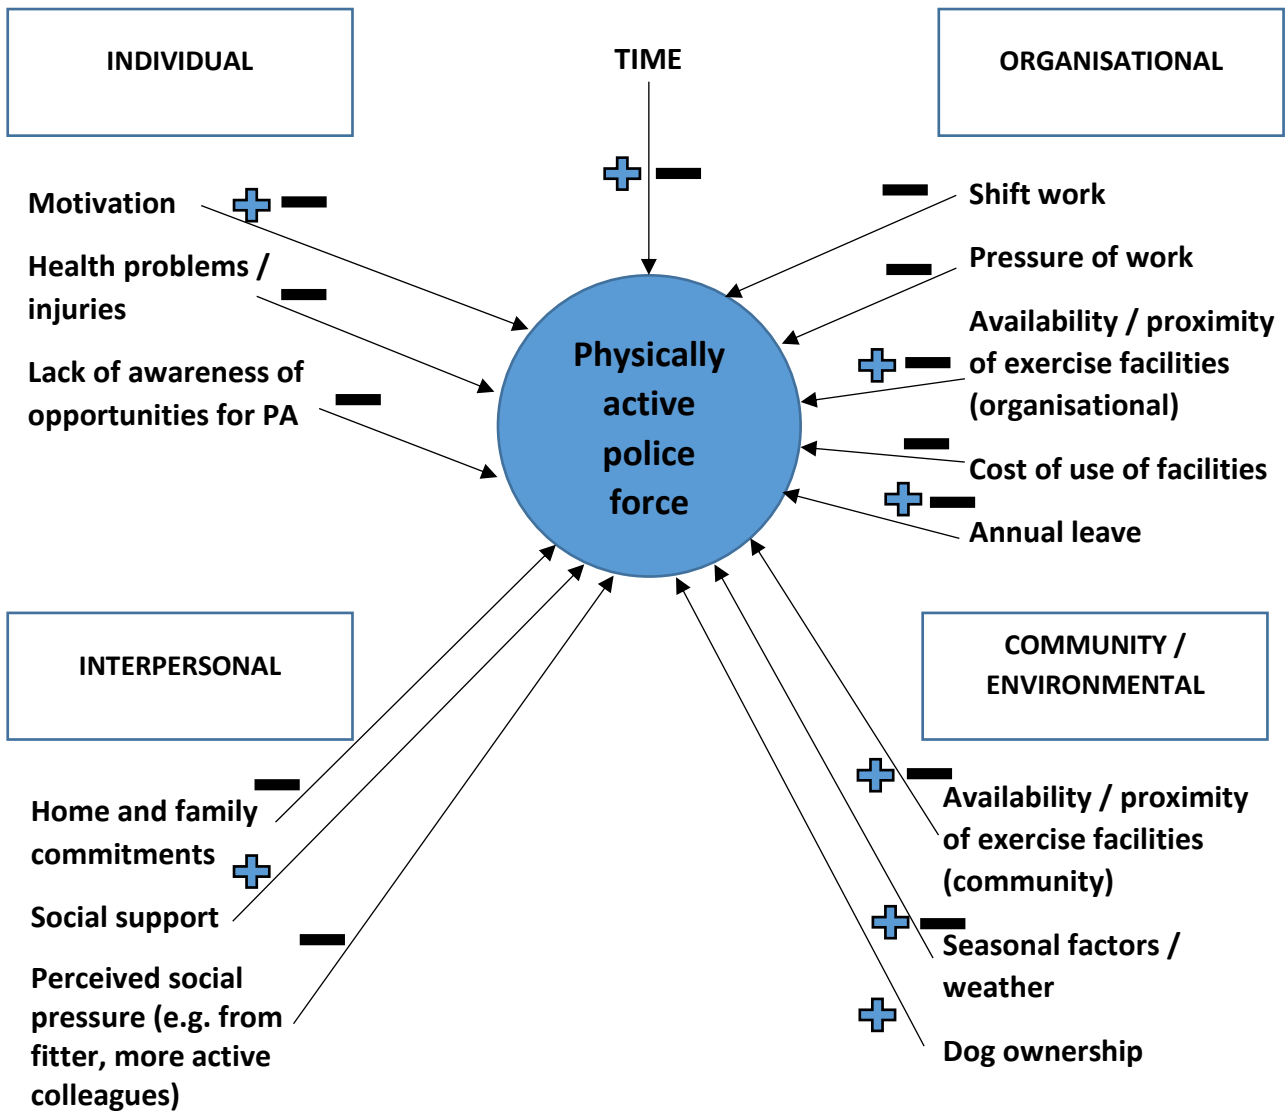 INDIVIDUAL
TIME
ORGANISATIONAL
Motivation
Health problems /
injuries
Lack of awareness of
opportunities for PA
Shift work
Pressure of work
Availability / proximity
of exercise facilities
(organisational)
Cost of use of facilities
Annual leave
Physically
active
police
force
INTERPERSONAL
Home and family
commitments
Social support
Perceived social
pressure (e.g. from
fitter, more active
colleagues)
COMMUNITY /
ENVIRONMENTAL
Availability / proximity
of exercise facilities
(community)
Seasonal factors /
weather
Dog ownership